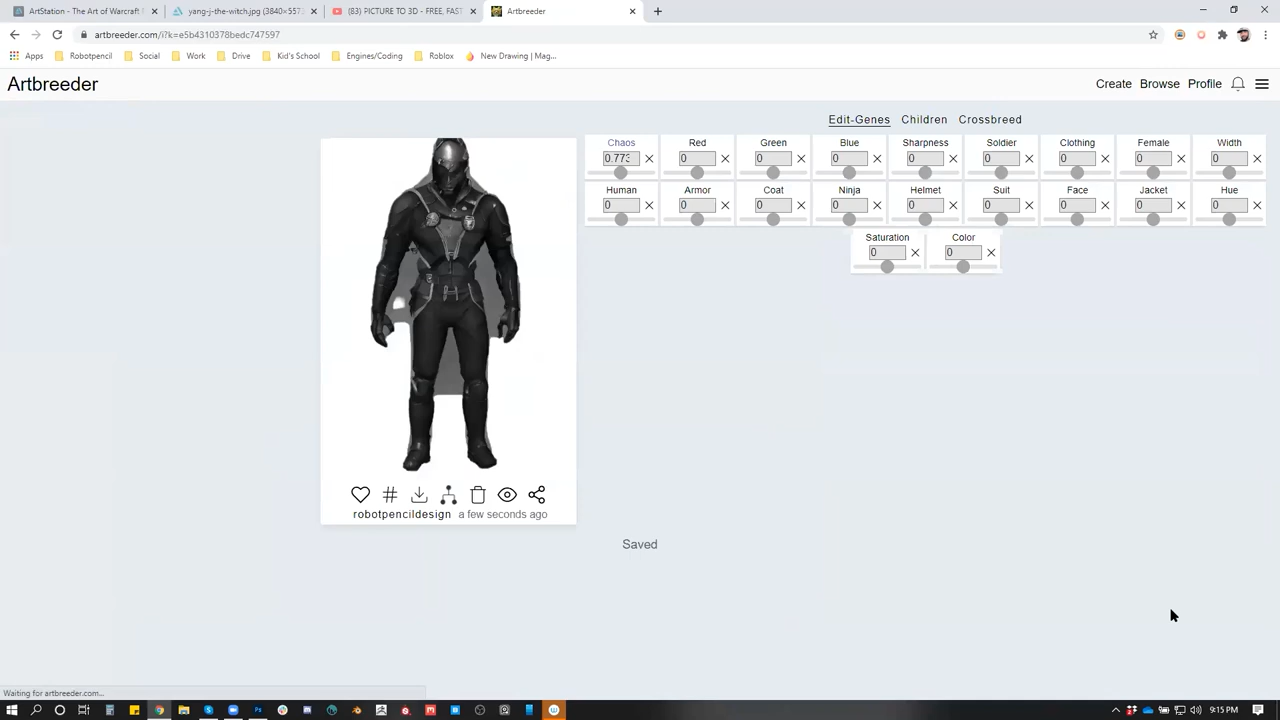 ArtStation - The Art of Warcraft
yang-j-the-witch.jpg (3840×557
(83) PICTURE TO 3D - FREE, FAST
Artbreeder
artbreeder.com/i?k=e5b4310378bedc747597
Apps Robotpencil Social Work Drive Kid's School Engines/Coding Roblox New Drawing | Mag...
Artbreeder Create Browse Profile
Edit-Genes Children Crossbreed
Chaos Red Green Blue Sharpness Soldier Clothing Female Width
0.773 0 0 0 0 0 0 0 0
Human Armor Coat Ninja Helmet Suit Face Jacket Hue
0 0 0 0 0 0 0 0 0
Saturation Color
0 0
robotpencildesign a few seconds ago
Saved
Waiting for artbreeder.com...
9:15 PM